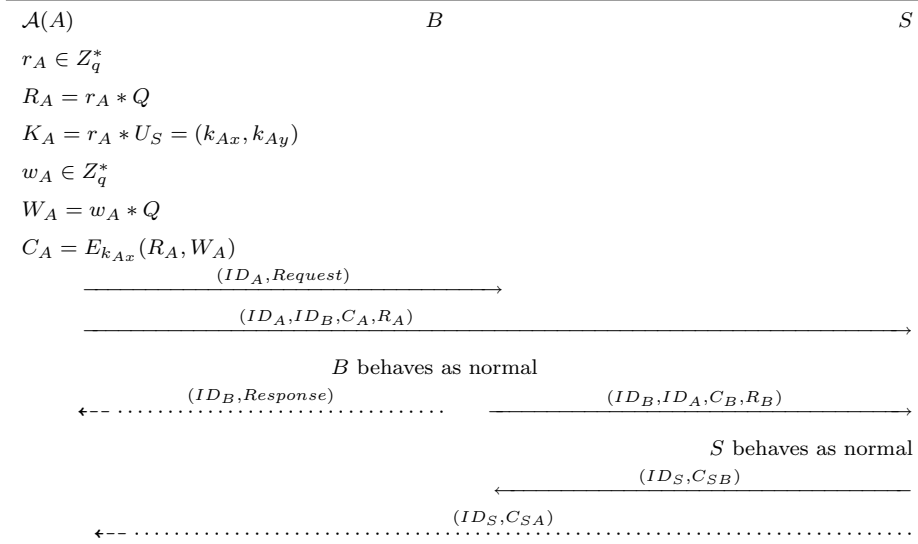 𝒜(A) B S
r_A ∈ Z_q^*
R_A = r_A * Q
K_A = r_A * U_S = (k_{Ax}, k_{Ay})
w_A ∈ Z_q^*
W_A = w_A * Q
C_A = E_{k_{Ax}}(R_A, W_A)
(ID_A,Request)
(ID_A,ID_B,C_A,R_A)
B behaves as normal
(ID_B,Response) (ID_B,ID_A,C_B,R_B)
S behaves as normal
(ID_S,C_{SB})
(ID_S,C_{SA})